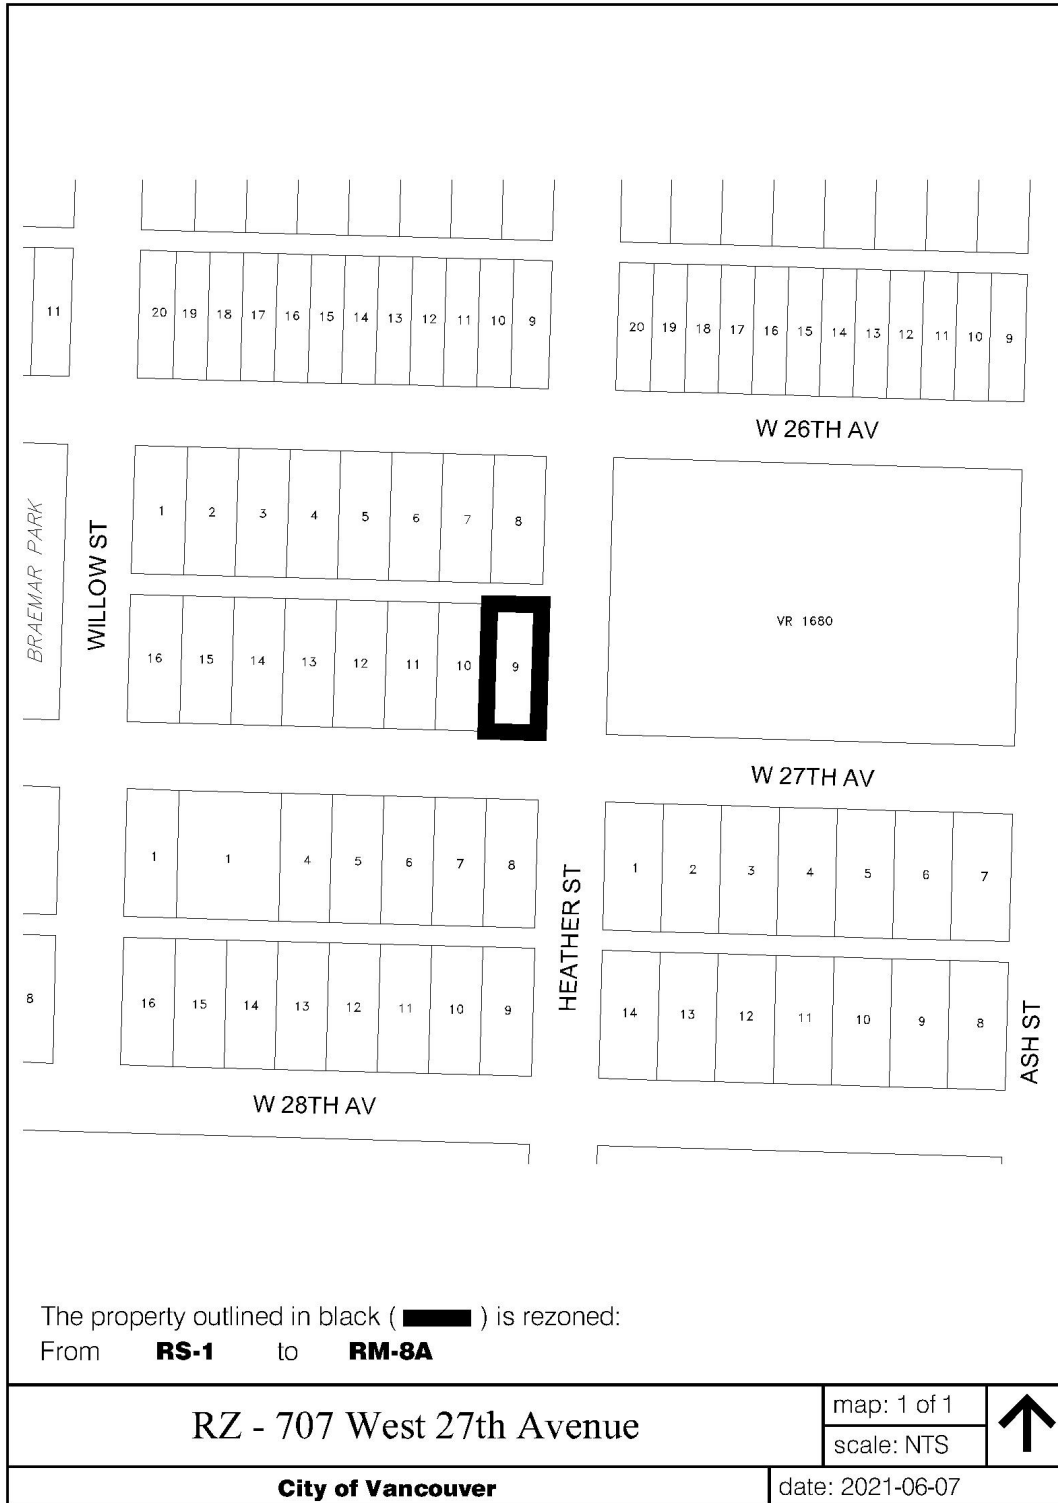 11
20 19 18 17 16 15 14 13 12 11 10 9
20 19 18 17 16 15 14 13 12 11 10 9
W 26TH AV
BRAEMAR PARK
WILLOW ST
1 2 3 4 5 6 7 8
VR 1680
16 15 14 13 12 11 10 9
W 27TH AV
1 1 4 5 6 7 8
1 2 3 4 5 6 7
HEATHER ST
8
16 15 14 13 12 11 10 9
14 13 12 11 10 9 8
ASH ST
W 28TH AV
The property outlined in black ( ) is rezoned:
From RS-1 to RM-8A
RZ - 707 West 27th Avenue
map: 1 of 1
scale: NTS
City of Vancouver
date: 2021-06-07